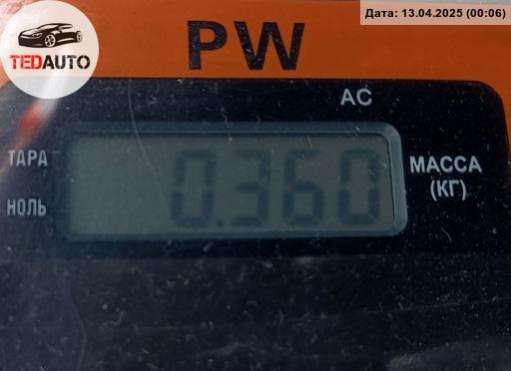 TEDAUTO
Дата: 13.04.2025 (00:06)
PW
AC
ТАРА
0.360
МАССА
(КГ)
НОЛЬ